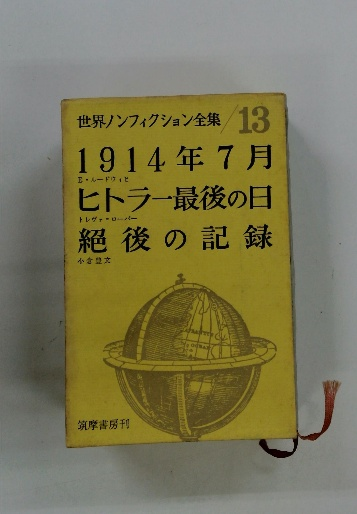 世界ノンフィクション全集/13
1914年7月
E・ルードウィヒ
ヒトラー最後の日
トレヴァ・ローパー
絕後の記録
小倉豊文
筑摩書房刊